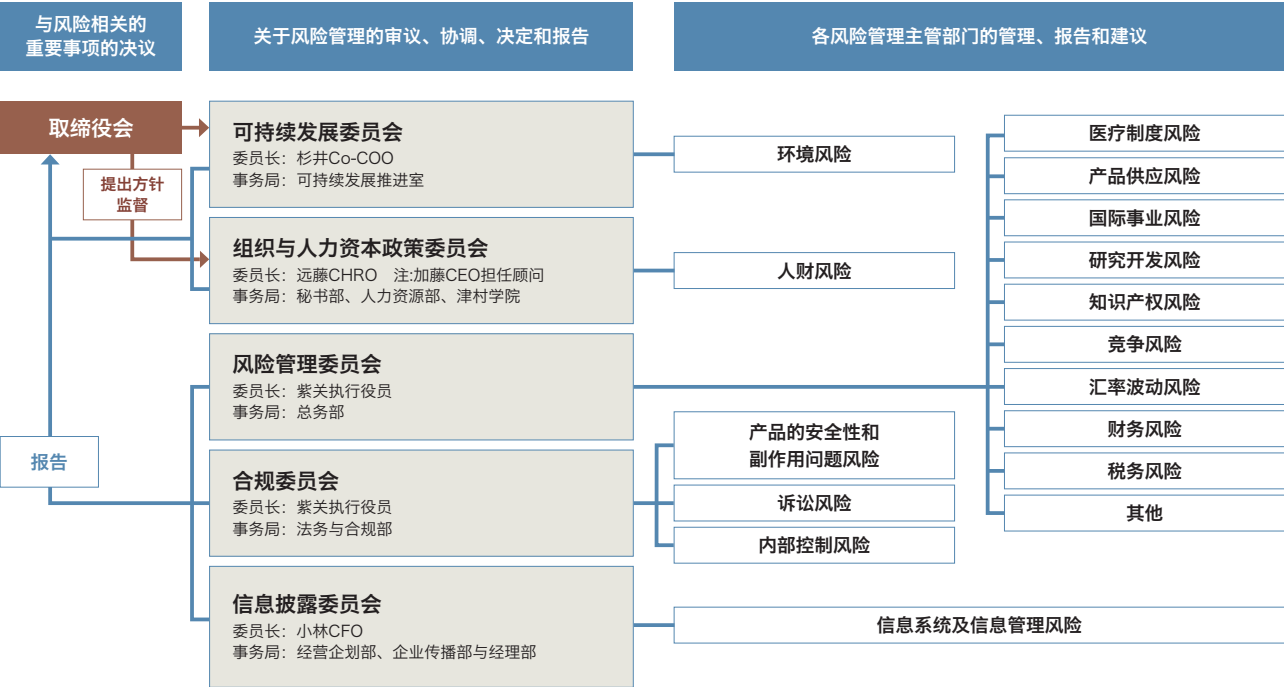 与风险相关的
重要事项的决议
关于风险管理的审议、协调、决定和报告
各风险管理主管部门的管理、报告和建议
取缔役会
提出方针
监督
报告
可持续发展委员会
委员长：杉井Co-COO
事务局：可持续发展推进室
组织与人力资本政策委员会
委员长：远藤CHRO　注:加藤CEO担任顾问
事务局：秘书部、人力资源部、津村学院
风险管理委员会
委员长：紫关执行役员
事务局：总务部
合规委员会
委员长：紫关执行役员
事务局：法务与合规部
信息披露委员会
委员长：小林CFO
事务局：经营企划部、企业传播部与经理部
环境风险
人财风险
产品的安全性和
副作用问题风险
诉讼风险
内部控制风险
信息系统及信息管理风险
医疗制度风险
产品供应风险
国际事业风险
研究开发风险
知识产权风险
竞争风险
汇率波动风险
财务风险
税务风险
其他